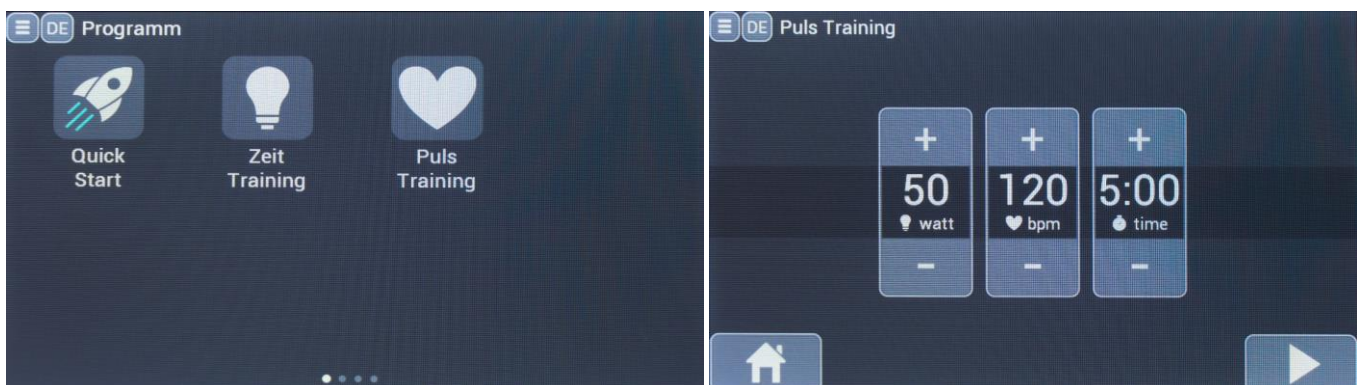 DE Programm
Quick
Start
Zeit
Training
Puls
Training
DE Puls Training
+ + +
50 120 5:00
watt bpm time
- - -